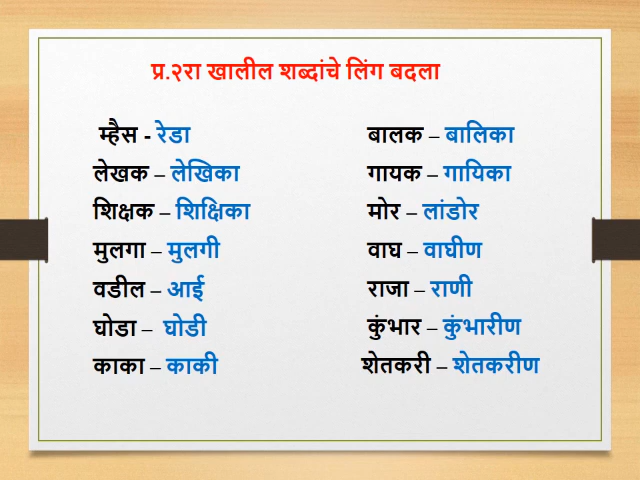 प्र.२रा खालील शब्दांचे लिंग बदला
म्हैस - रेडा
लेखक – लेखिका
शिक्षक – शिक्षिका
मुलगा – मुलगी
वडील – आई
घोडा – घोडी
काका – काकी
बालक – बालिका
गायक – गायिका
मोर – लांडोर
वाघ – वाघीण
राजा – राणी
कुंभार – कुंभारीण
शेतकरी – शेतकरीण